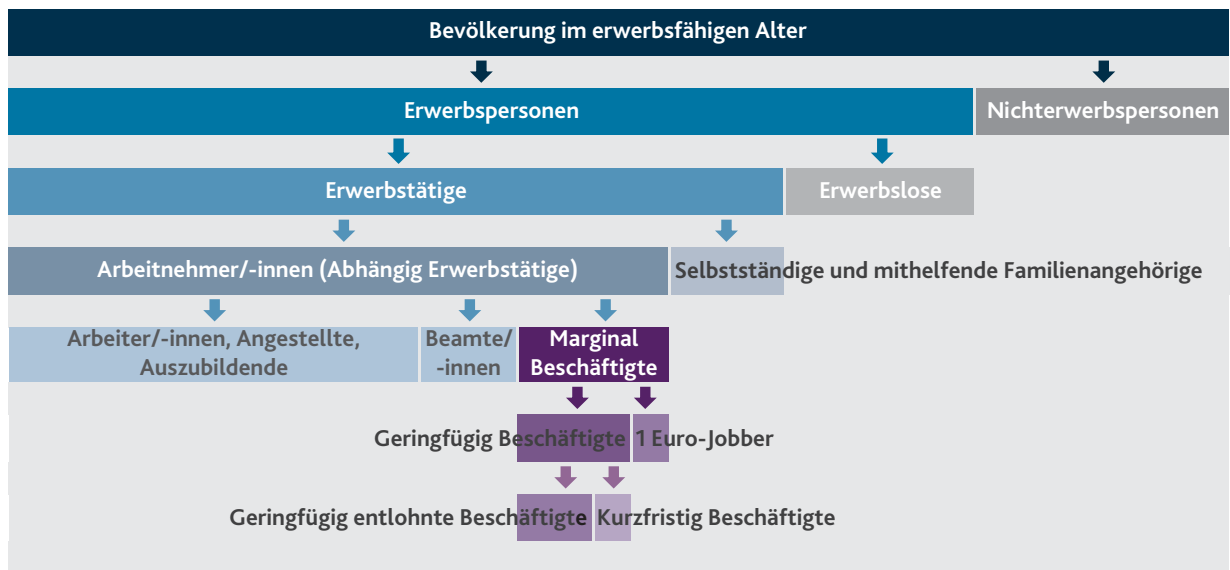 Bevölkerung im erwerbsfähigen Alter
Erwerbspersonen
Nichterwerbspersonen
Erwerbstätige
Erwerbslose
Arbeitnehmer/-innen (Abhängig Erwerbstätige)
Selbstständige und mithelfende Familienangehörige
Arbeiter/-innen, Angestellte,
Auszubildende
Beamte/
-innen
Marginal
Beschäftigte
Geringfügig Beschäftigte
1 Euro-Jobber
Geringfügig entlohnte Beschäftigte
Kurzfristig Beschäftigte